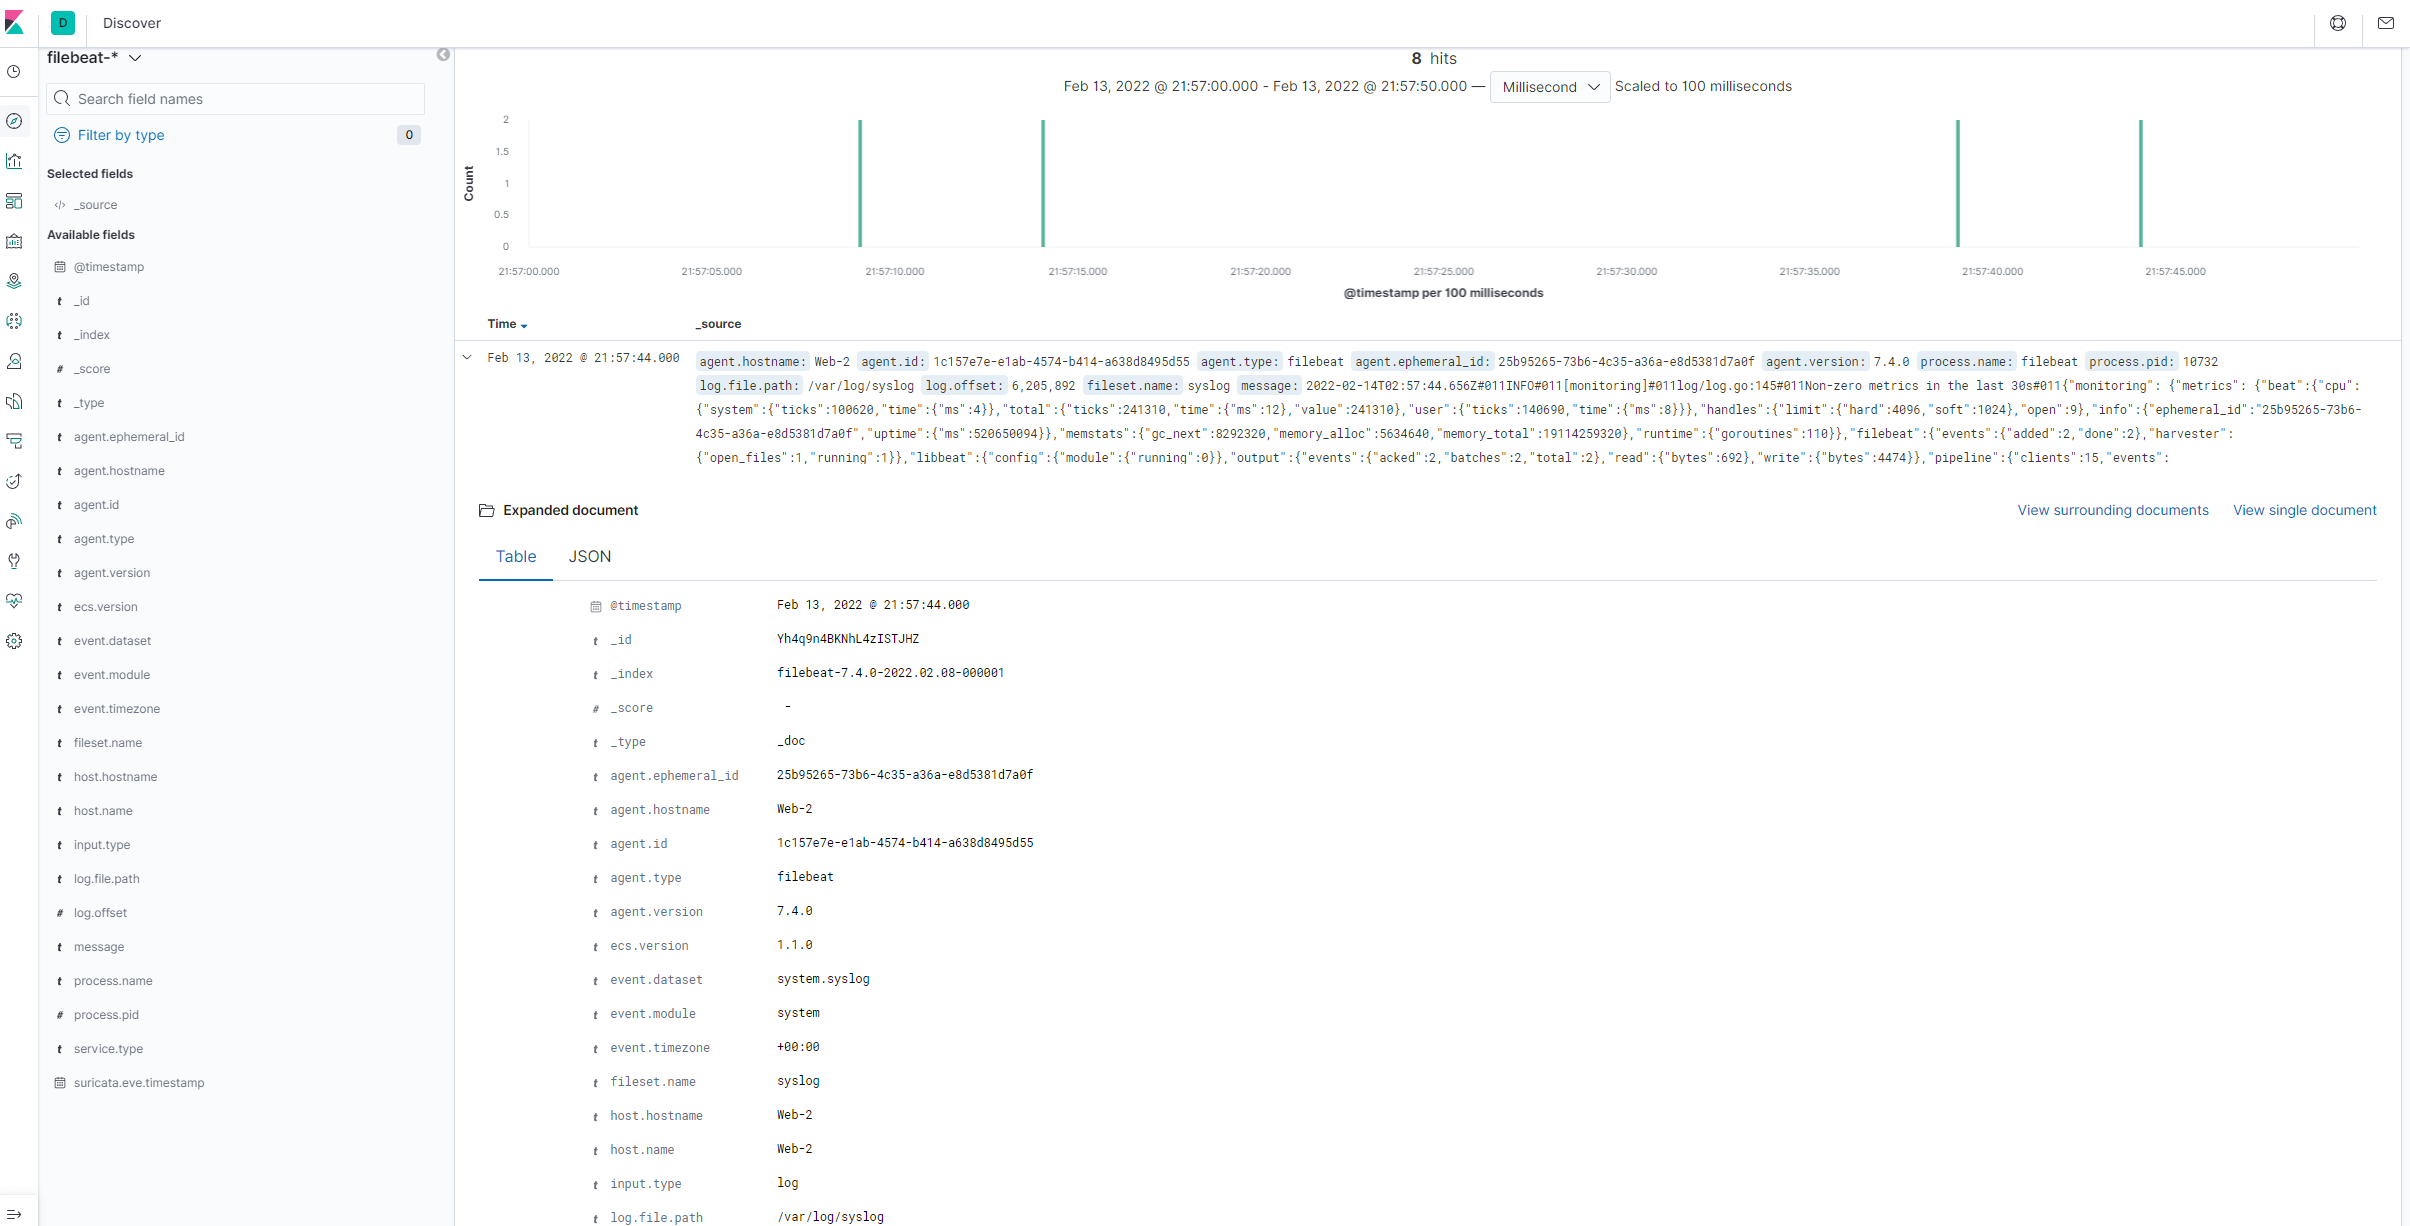 D Discover
filebeat-*
Search field names
Filter by type 0
Selected fields
_source
Available fields
@timestamp
t _id
t _index
# _score
t _type
t agent.ephemeral_id
t agent.hostname
t agent.id
t agent.type
t agent.version
t ecs.version
t event.dataset
t event.module
t event.timezone
t fileset.name
t host.hostname
t host.name
t input.type
t log.file.path
# log.offset
t message
t process.name
# process.pid
t service.type
suricata.eve.timestamp
8 hits
Feb 13, 2022 @ 21:57:00.000 - Feb 13, 2022 @ 21:57:50.000 — Millisecond Scaled to 100 milliseconds
Count
2
1.5
1
0.5
0
21:57:00.000 21:57:05.000 21:57:10.000 21:57:15.000 21:57:20.000 21:57:25.000 21:57:30.000 21:57:35.000 21:57:40.000 21:57:45.000
@timestamp per 100 milliseconds
Time _source
Feb 13, 2022 @ 21:57:44.000 agent.hostname: Web-2 agent.id: 1c157e7e-e1ab-4574-b414-a638d8495d55 agent.type: filebeat agent.ephemeral_id: 25b95265-73b6-4c35-a36a-e8d5381d7a0f agent.version: 7.4.0 process.name: filebeat process.pid: 10732
log.file.path: /var/log/syslog log.offset: 6,205,892 fileset.name: syslog message: 2022-02-14T02:57:44.656Z#011INFO#011[monitoring]#011log/log.go:145#011Non-zero metrics in the last 30s#011{"monitoring": {"metrics": {"beat":{"cpu":
{"system":{"ticks":100620,"time":{"ms":4}},"total":{"ticks":241310,"time":{"ms":12},"value":241310},"user":{"ticks":140690,"time":{"ms":8}}},"handles":{"limit":{"hard":4096,"soft":1024},"open":9},"info":{"ephemeral_id":"25b95265-73b6-
4c35-a36a-e8d5381d7a0f","uptime":{"ms":520650094}},"memstats":{"gc_next":8292320,"memory_alloc":5634640,"memory_total":19114259320},"runtime":{"goroutines":110}},"filebeat":{"events":{"added":2,"done":2},"harvester":
{"open_files":1,"running":1}},"libbeat":{"config":{"module":{"running":0}},"output":{"events":{"acked":2,"batches":2,"total":2},"read":{"bytes":692},"write":{"bytes":4474}},"pipeline":{"clients":15,"events":
Expanded document View surrounding documents View single document
Table JSON
@timestamp Feb 13, 2022 @ 21:57:44.000
t _id Yh4q9n4BKNhL4zISTJHZ
t _index filebeat-7.4.0-2022.02.08-000001
# _score -
t _type _doc
t agent.ephemeral_id 25b95265-73b6-4c35-a36a-e8d5381d7a0f
t agent.hostname Web-2
t agent.id 1c157e7e-e1ab-4574-b414-a638d8495d55
t agent.type filebeat
t agent.version 7.4.0
t ecs.version 1.1.0
t event.dataset system.syslog
t event.module system
t event.timezone +00:00
t fileset.name syslog
t host.hostname Web-2
t host.name Web-2
t input.type log
t log.file.path /var/log/syslog